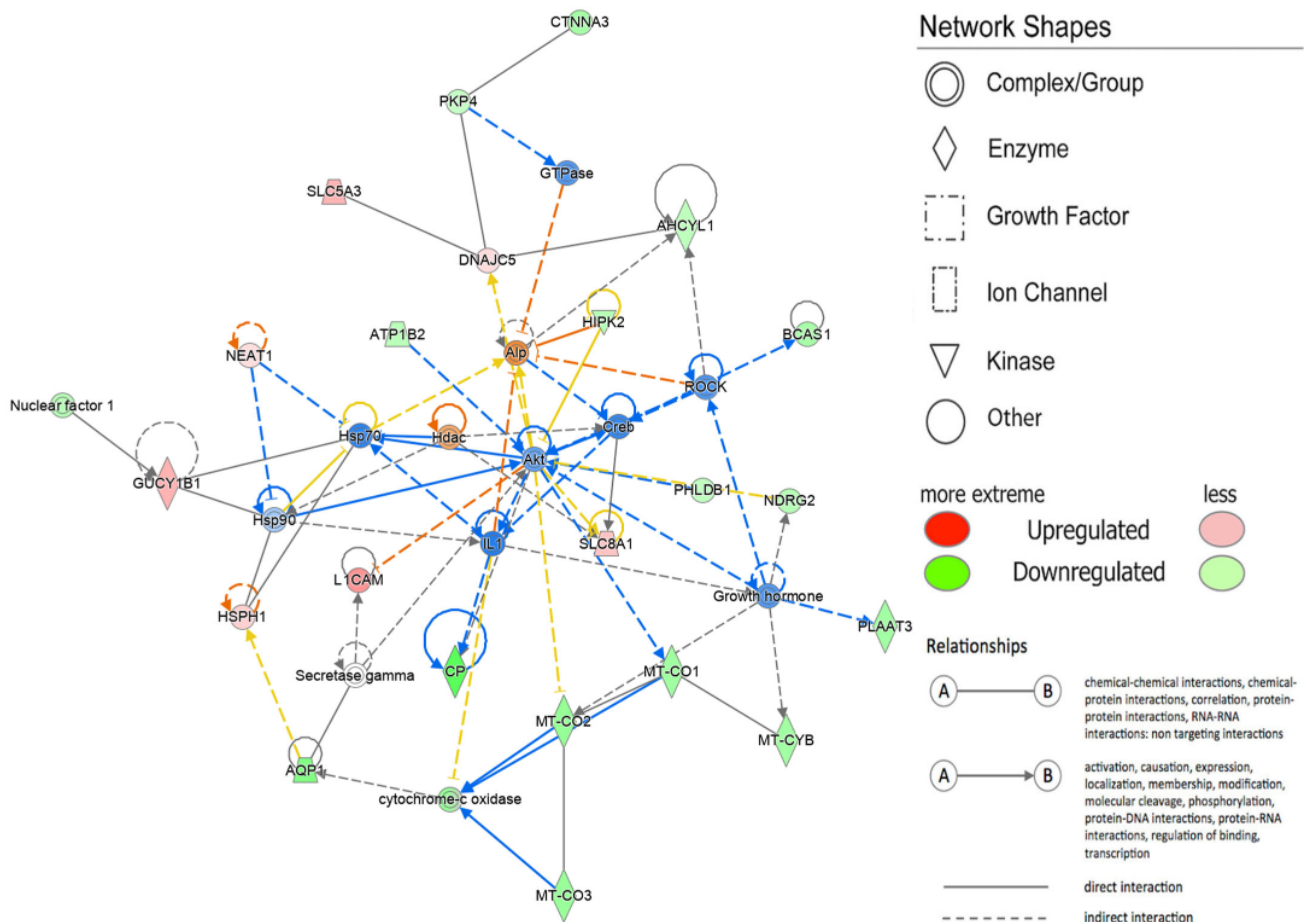 CTNNA3
PKP4
GTPase
SLC5A3
AHCYL1
DNAJC5
ATP1B2
HIPK2
BCAS1
NEAT1
Alp
ROCK
Nuclear factor 1
Hsp70
Hdac
Creb
Akt
GUCY1B1
PHLDB1
NDRG2
Hsp90
IL1
SLC8A1
L1CAM
Growth hormone
HSPH1
PLAAT3
Secretase gamma
CP
MT-CO1
MT-CO2
MT-CYB
AQP1
cytochrome-c oxidase
MT-CO3
Network Shapes
Complex/Group
Enzyme
Growth Factor
Ion Channel
Kinase
Other
more extreme
less
Upregulated
Downregulated
Relationships
A
B
chemical-chemical interactions, chemical-
protein interactions, correlation, protein-
protein interactions, RNA-RNA
interactions: non targeting interactions
A
B
activation, causation, expression,
localization, membership, modification,
molecular cleavage, phosphorylation,
protein-DNA interactions, protein-RNA
interactions, regulation of binding,
transcription
direct interaction
indirect interaction